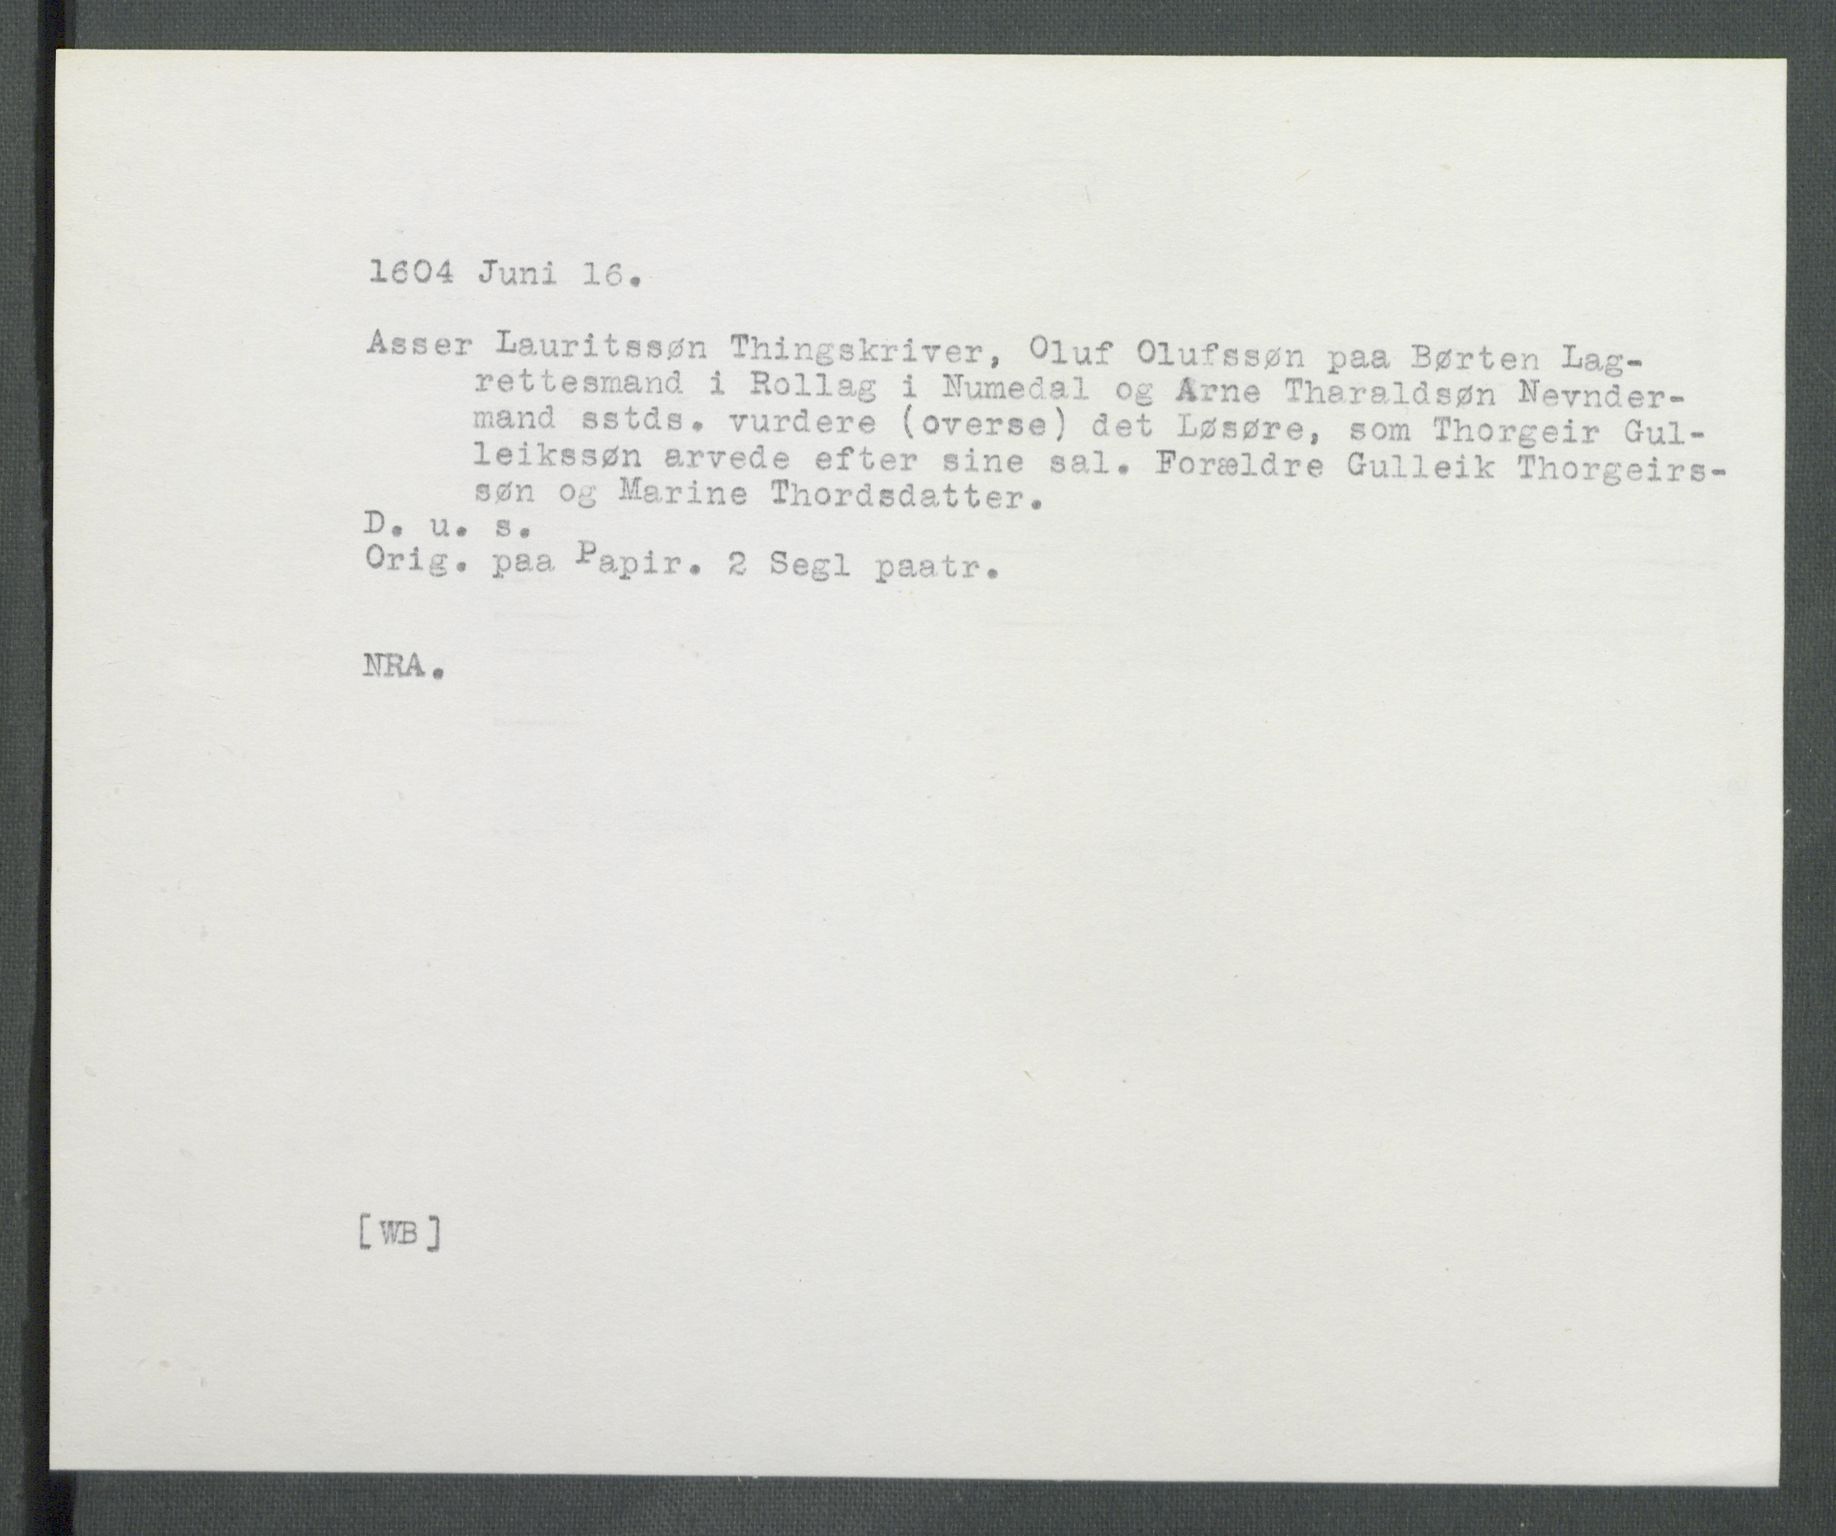 1604 Juni 16.
Asser Lauritssøn Thingskriver, Oluf Olufssøn paa Børten Lag-
rettesmand i Rollag i Numedal og Arne Tharaldsøn Nevnder-
mand sstds. vurdere (overse) det Løsøre, som Thorgeir Gul-
leikssøn arvede efter sine sal. Forældre Gulleik Thorgeirs-
søn og Marine Thordsdatter.
D. u. s.
Orig. paa Papir. 2 Segl paatr.
NRA.
[WB]